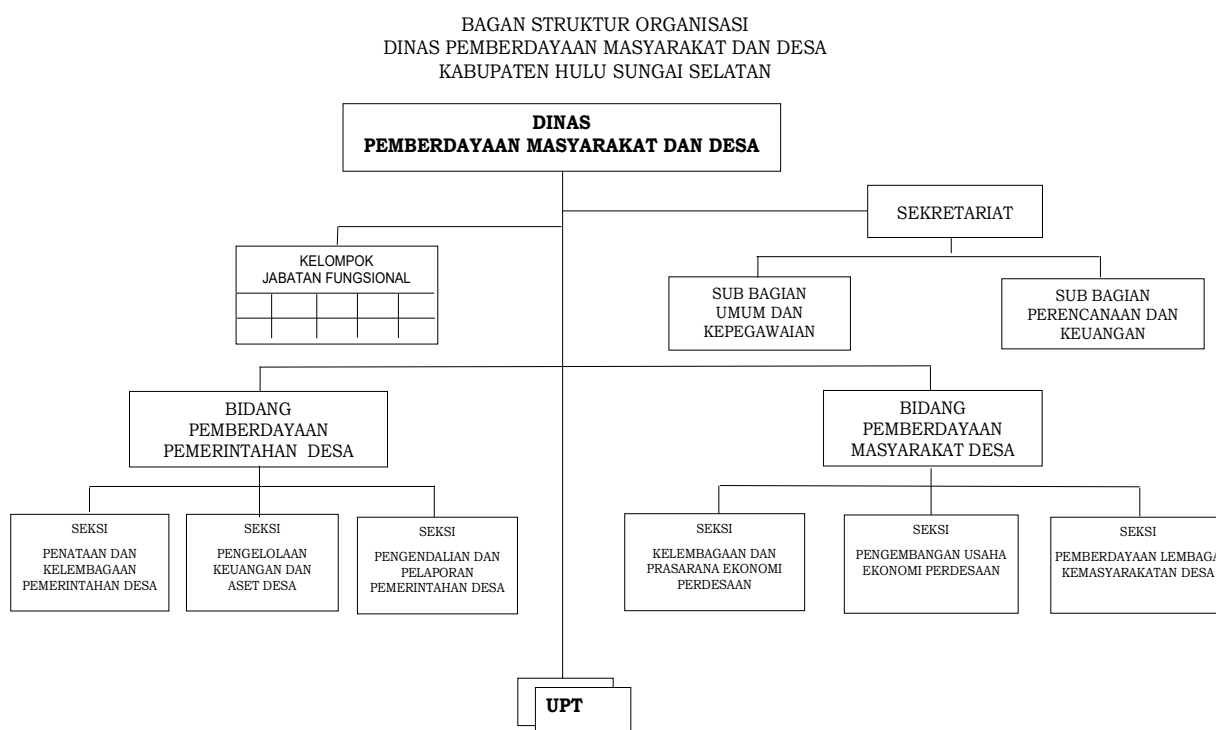 BAGAN STRUKTUR ORGANISASI
DINAS PEMBERDAYAAN MASYARAKAT DAN DESA
KABUPATEN HULU SUNGAI SELATAN
DINAS
PEMBERDAYAAN MASYARAKAT DAN DESA
SEKRETARIAT
KELOMPOK
JABATAN FUNGSIONAL
SUB BAGIAN
UMUM DAN
KEPEGAWAIAN
SUB BAGIAN
PERENCANAAN DAN
KEUANGAN
BIDANG
PEMBERDAYAAN
PEMERINTAHAN DESA
BIDANG
PEMBERDAYAAN
MASYARAKAT DESA
SEKSI
PENATAAN DAN
KELEMBAGAAN
PEMERINTAHAN DESA
SEKSI
PENGELOLAAN
KEUANGAN DAN
ASET DESA
SEKSI
PENGENDALIAN DAN
PELAPORAN
PEMERINTAHAN DESA
SEKSI
KELEMBAGAAN DAN
PRASARANA EKONOMI
PERDESAAN
SEKSI
PENGEMBANGAN USAHA
EKONOMI PERDESAAN
SEKSI
PEMBERDAYAAN LEMBAGA
KEMASYARAKATAN DESA
UPT